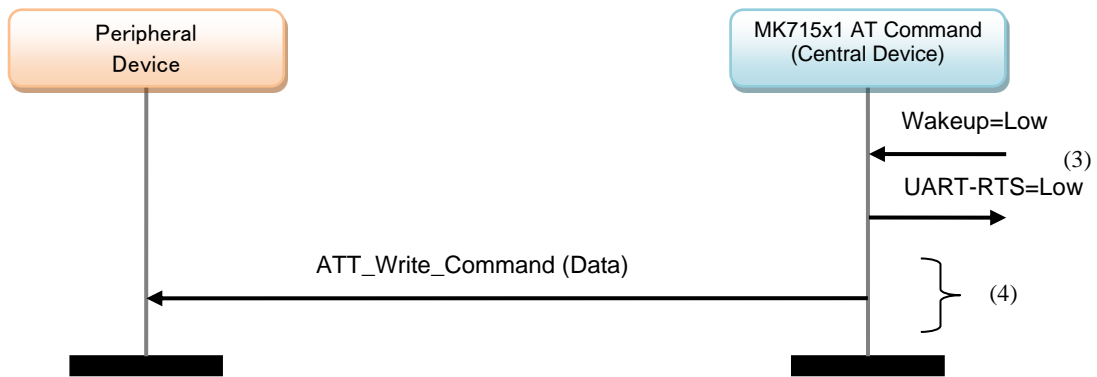 Peripheral
Device
MK715x1 AT Command
(Central Device)
Wakeup=Low
(3)
UART-RTS=Low
ATT_Write_Command (Data)
(4)